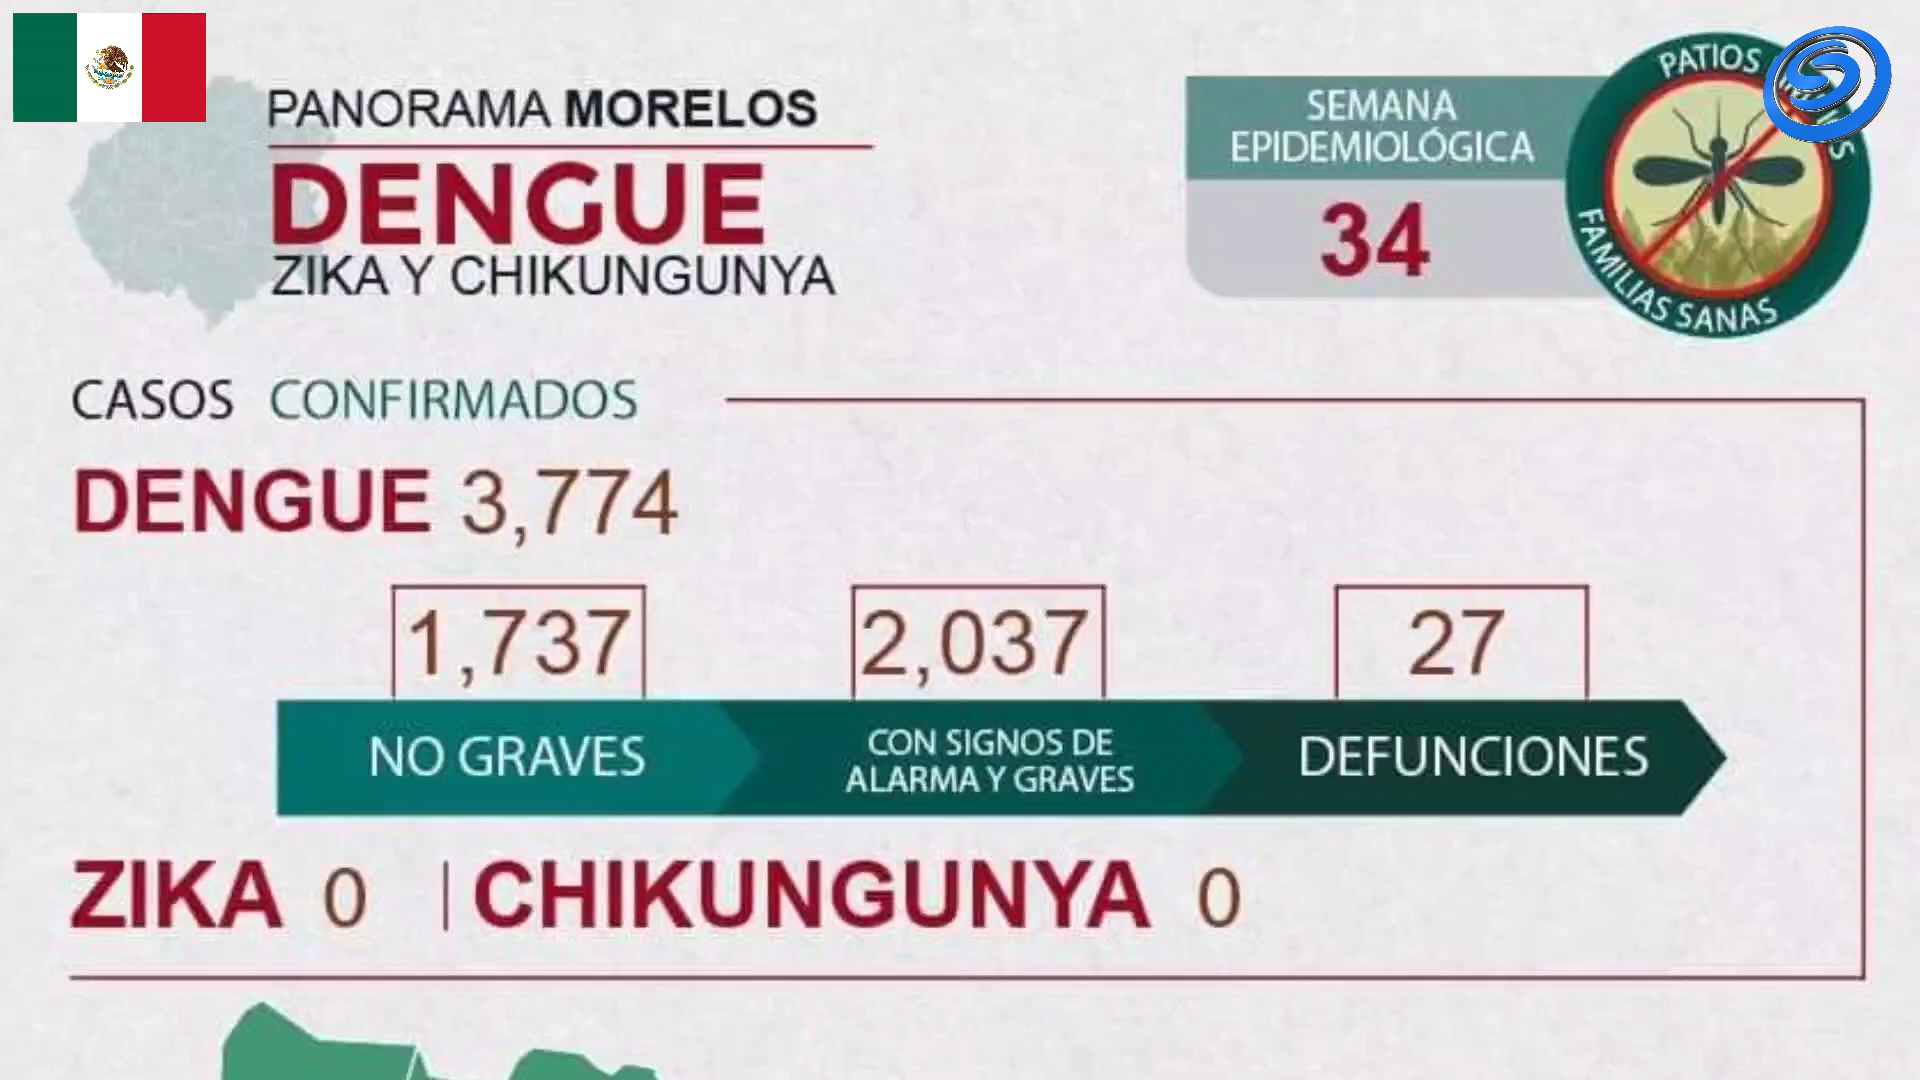 PANORAMA MORELOS
DENGUE
ZIKA Y CHIKUNGUNYA
SEMANA
EPIDEMIOLÓGICA
34
PATIOS
FAMILIAS SANAS
CASOS CONFIRMADOS
DENGUE 3,774
1,737
2,037
27
NO GRAVES
CON SIGNOS DE
ALARMA Y GRAVES
DEFUNCIONES
ZIKA 0 | CHIKUNGUNYA 0